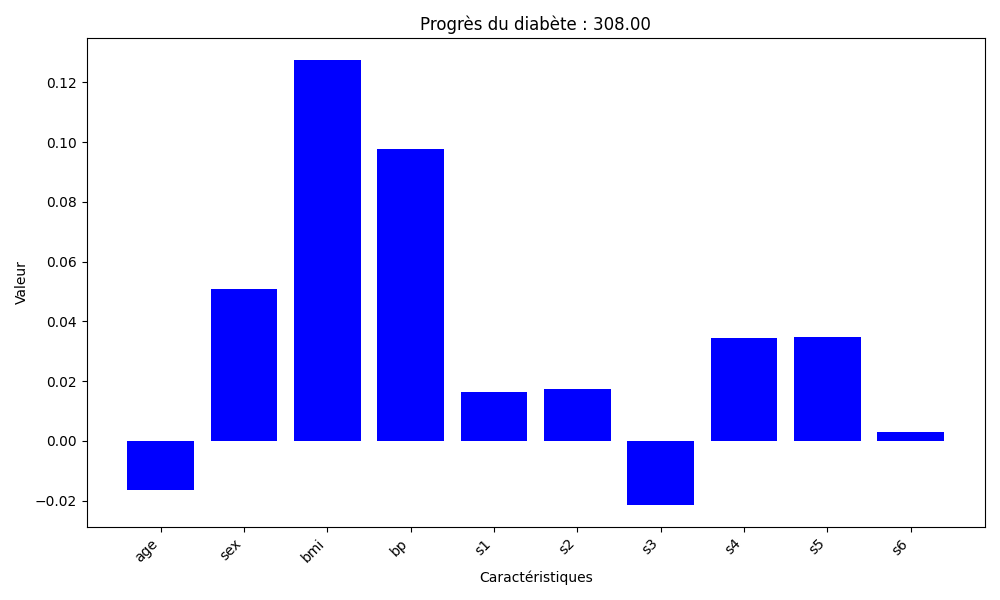 Progrès du diabète : 308.00
0.12
0.10
0.08
0.06
0.04
0.02
0.00
−0.02
Valeur
age
sex
bmi
bp
s1
s2
s3
s4
s5
s6
Caractéristiques